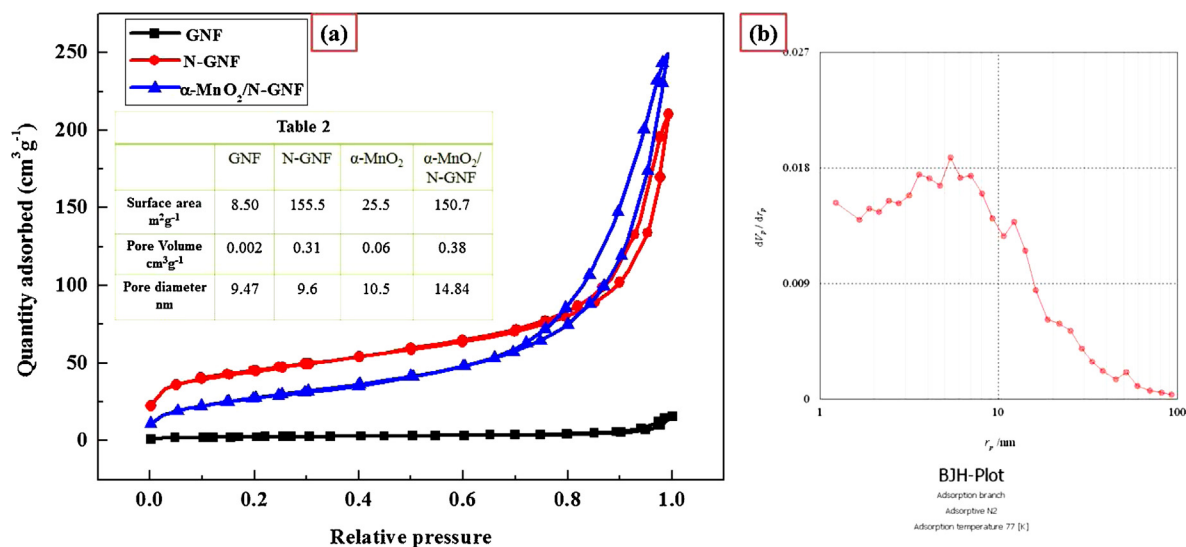 (a)
GNF
N-GNF
α-MnO₂/N-GNF
Table 2
GNF N-GNF α-MnO₂ α-MnO₂/
N-GNF
Surface area
m²g⁻¹
8.50 155.5 25.5 150.7
Pore Volume
cm³g⁻¹
0.002 0.31 0.06 0.38
Pore diameter
nm
9.47 9.6 10.5 14.84
Quantity adsorbed (cm³g⁻¹)
250
200
150
100
50
0
0.0 0.2 0.4 0.6 0.8 1.0
Relative pressure
(b)
0.027
0.018
0.009
0
dVₚ / drₚ
1 10 100
rₚ /nm
BJH-Plot
Adsorption branch
Adsorptive N2
Adsorption temperature 77 [K]